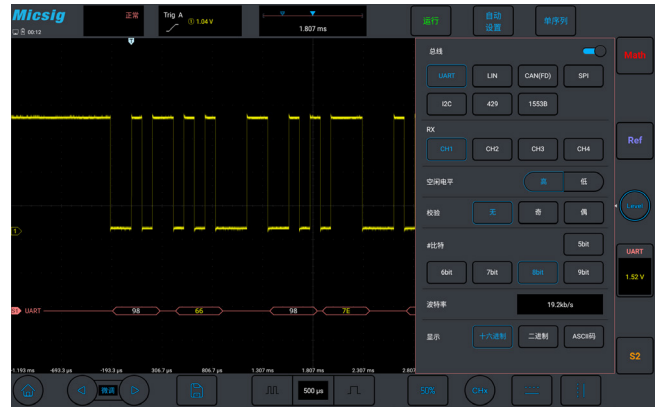 Micsig
00:12
正常
Trig A
① 1.04 V
1.807 ms
运行
自动
设置
单序列
总线
Math
UART
LIN
CAN(FD)
SPI
I2C
429
1553B
RX
CH1
CH2
CH3
CH4
Ref
空闲电平
高
低
Level
校验
无
奇
偶
#比特
5bit
6bit
7bit
8bit
9bit
UART
1.52 V
波特率
19.2kb/s
显示
十六进制
二进制
ASCII码
1
S1 UART
98
66
98
7E
-1.193 ms
-693.3 μs
-193.3 μs
306.7 μs
806.7 μs
1.307 ms
1.807 ms
2.307 ms
2.807
S2
微调
500 μs
50%
CHx